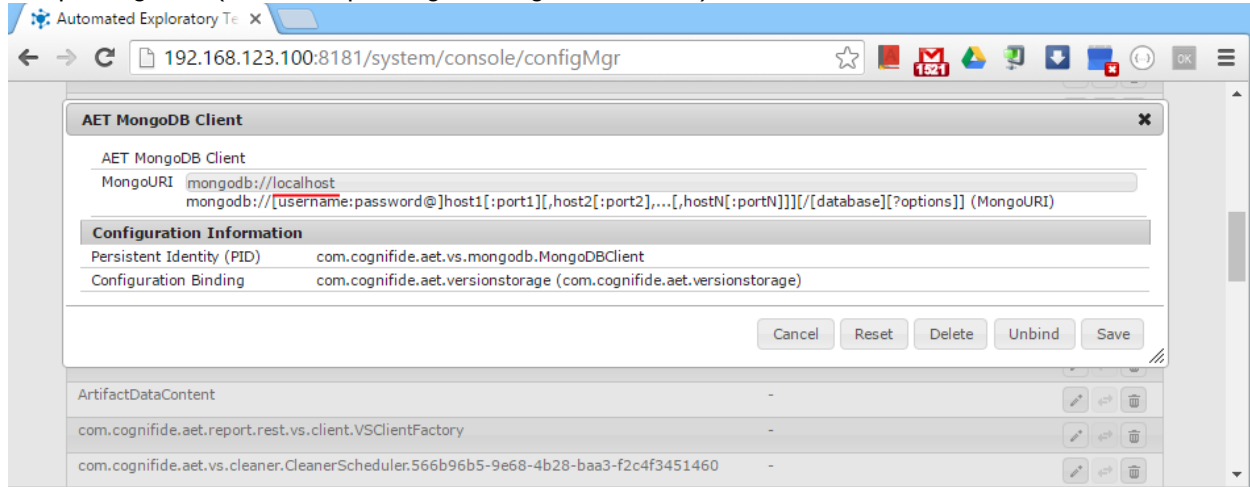 Automated Exploratory Te
192.168.123.100:8181/system/console/configMgr
1521
OK
AET MongoDB Client
AET MongoDB Client
MongoURI mongodb://localhost
mongodb://[username:password@]host1[:port1][,host2[:port2],...[,hostN[:portN]]][/[database][?options]] (MongoURI)
Configuration Information
Persistent Identity (PID) com.cognifide.aet.vs.mongodb.MongoDBClient
Configuration Binding com.cognifide.aet.versionstorage (com.cognifide.aet.versionstorage)
Cancel Reset Delete Unbind Save
ArtifactDataContent -
com.cognifide.aet.report.rest.vs.client.VSClientFactory -
com.cognifide.aet.vs.cleaner.CleanerScheduler.566b96b5-9e68-4b28-baa3-f2c4f3451460 -